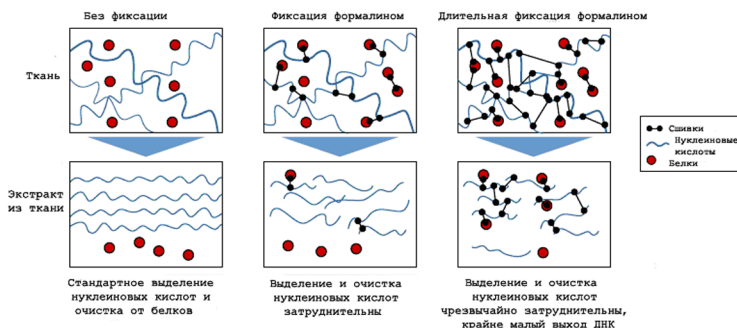 Без фиксации
Фиксация формалином
Длительная фиксация формалином
Ткань
Сшивки
Нуклеиновые
кислоты
Белки
Экстракт
из ткани
Стандартное выделение
нуклеиновых кислот и
очистка от белков
Выделение и очистка
нуклеиновых кислот
затруднительны
Выделение и очистка
нуклеиновых кислот
чрезвычайно затруднительны,
крайне малый выход ДНК